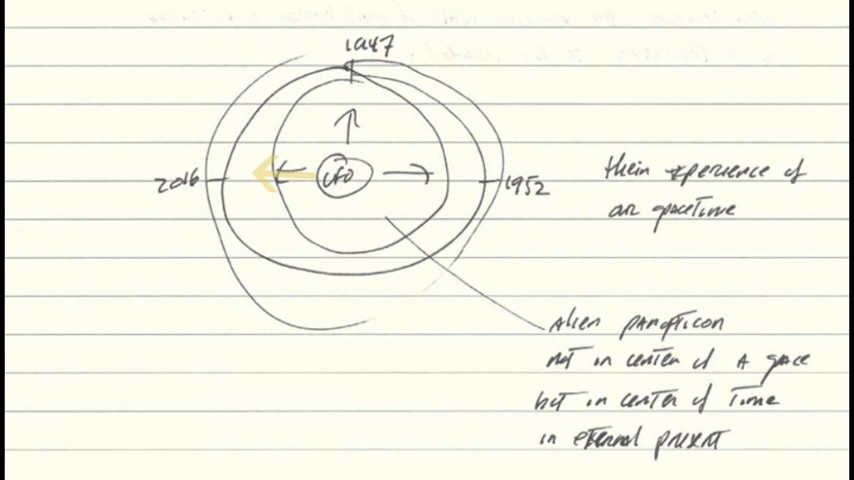 1947
UFO
2016
1952
their experience of
our spacetime
Alien panopticon
not in center of A space
but in center of Time
in eternal present